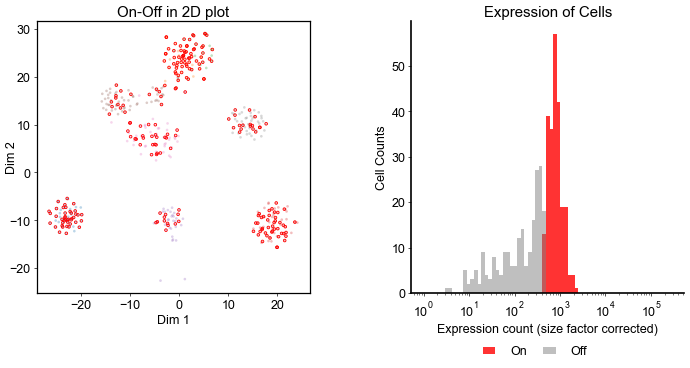 On-Off in 2D plot
Dim 2
30
20
10
0
−10
−20
−20
−10
0
10
20
Dim 1
Expression of Cells
Cell Counts
50
40
30
20
10
0
10⁰
10¹
10²
10³
10⁴
10⁵
Expression count (size factor corrected)
On
Off